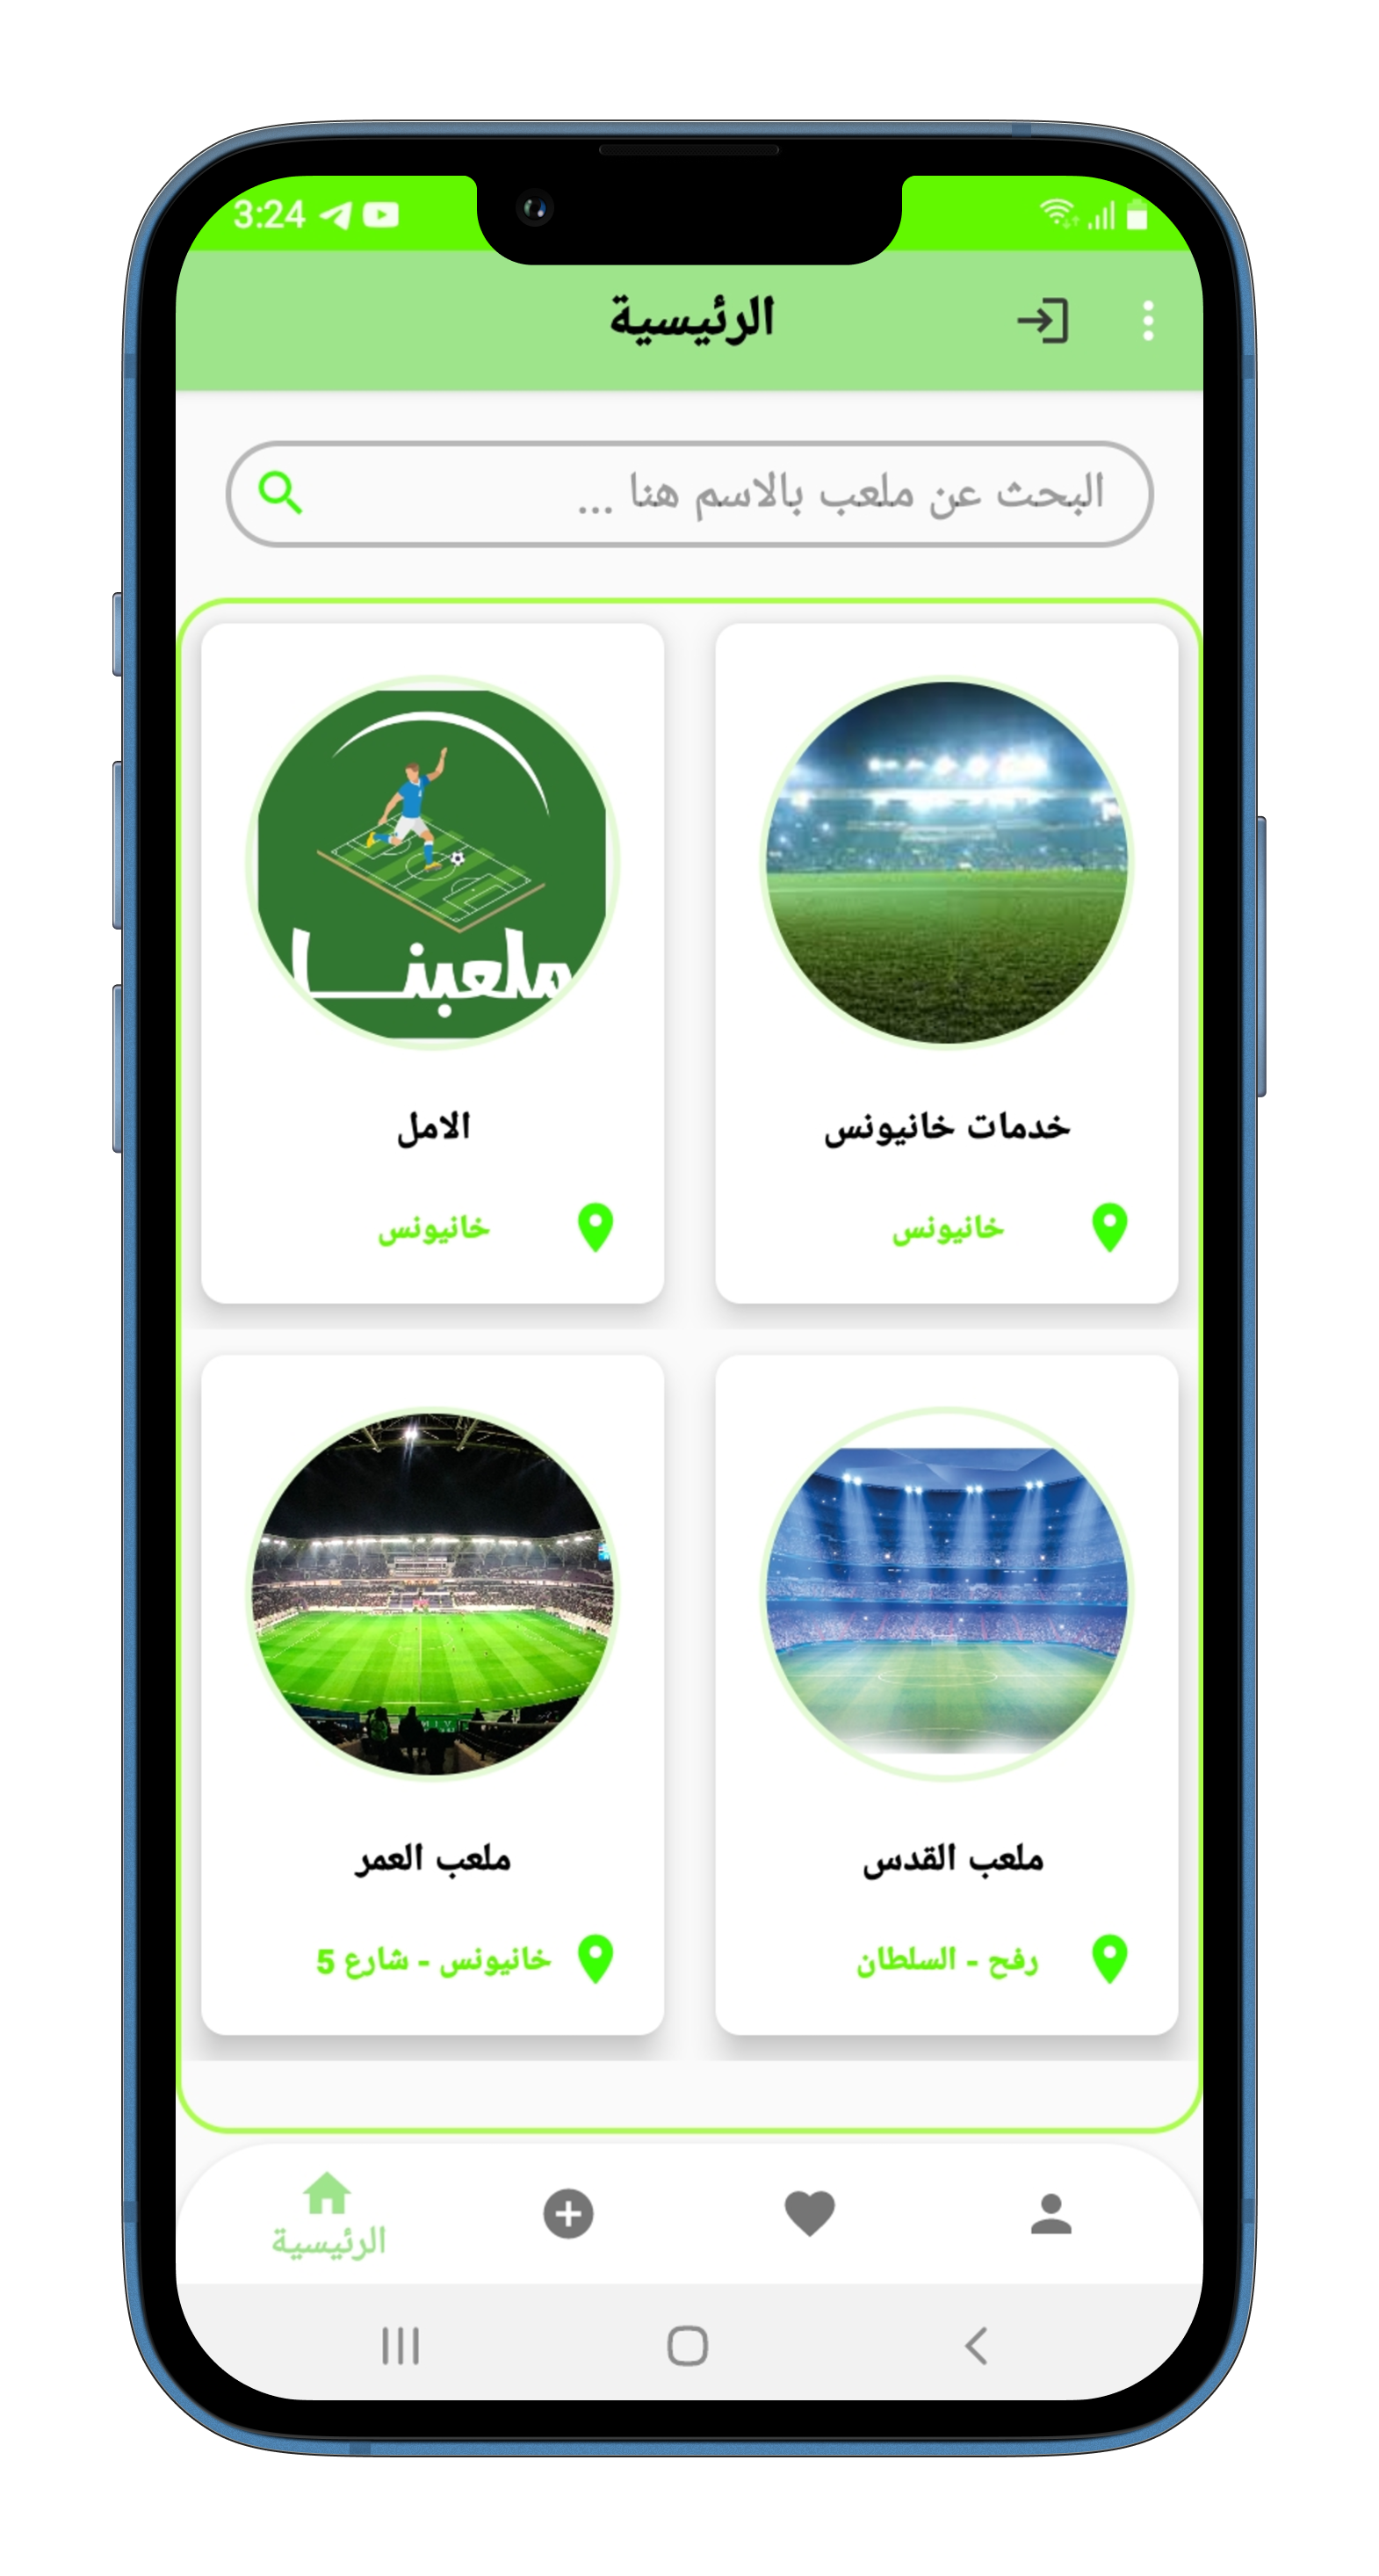 3:24
الرئيسية
البحث عن ملعب بالاسم هنا ...
ملعبنـــا
خدمات خانيونس
الامل
خانيونس
خانيونس
ملعب القدس
ملعب العمر
رفح - السلطان
خانيونس - شارع 5
الرئيسية